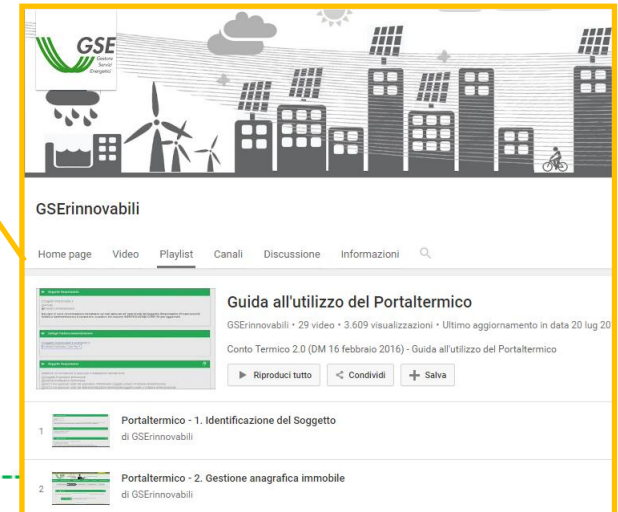 GSE
Gestore
Servizi
Energetici
GSErinnovabili
Home page Video Playlist Canali Discussione Informazioni
Guida all'utilizzo del Portaltermico
GSErinnovabili • 29 video • 3.609 visualizzazioni • Ultimo aggiornamento in data 20 lug 20
Conto Termico 2.0 (DM 16 febbraio 2016) - Guida all'utilizzo del Portaltermico
Riproduci tutto Condividi Salva
1 Portaltermico - 1. Identificazione del Soggetto
di GSErinnovabili
2 Portaltermico - 2. Gestione anagrafica immobile
di GSErinnovabili